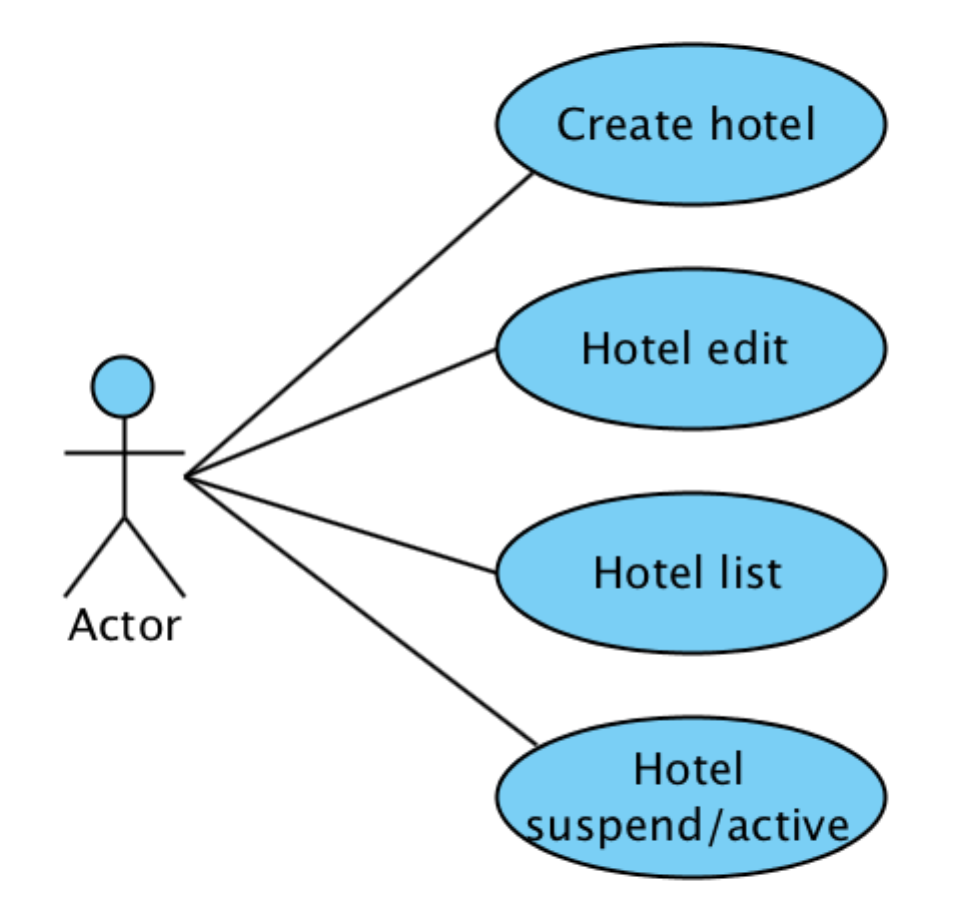 Create hotel
Hotel edit
Hotel list
Actor
Hotel
suspend/active